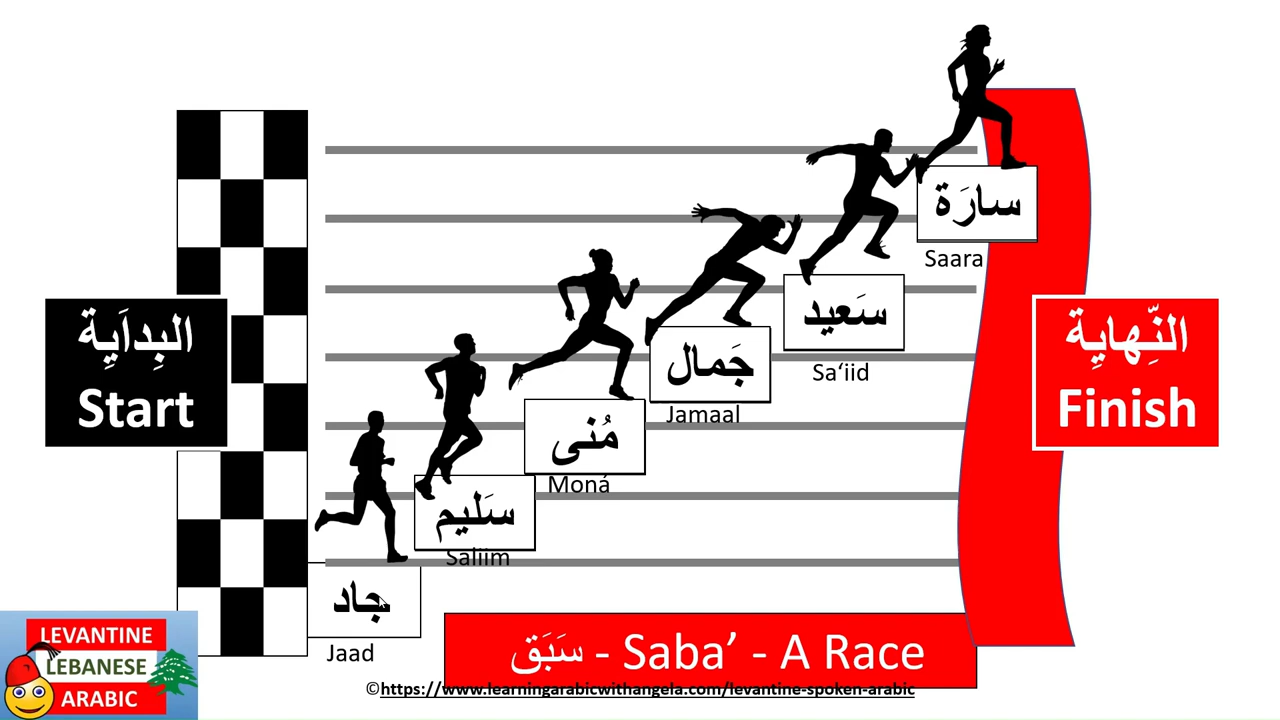 سارَة
Saara
سَعيد
Sa‘iid
جَمال
Jamaal
مُنى
Moná
سَليم
Saliim
جاد
Jaad
البِدايَِة
Start
النِّهايِة
Finish
سَبَق - Saba’ - A Race
©https://www.learningarabicwithangela.com/levantine-spoken-arabic
LEVANTINE
LEBANESE
ARABIC